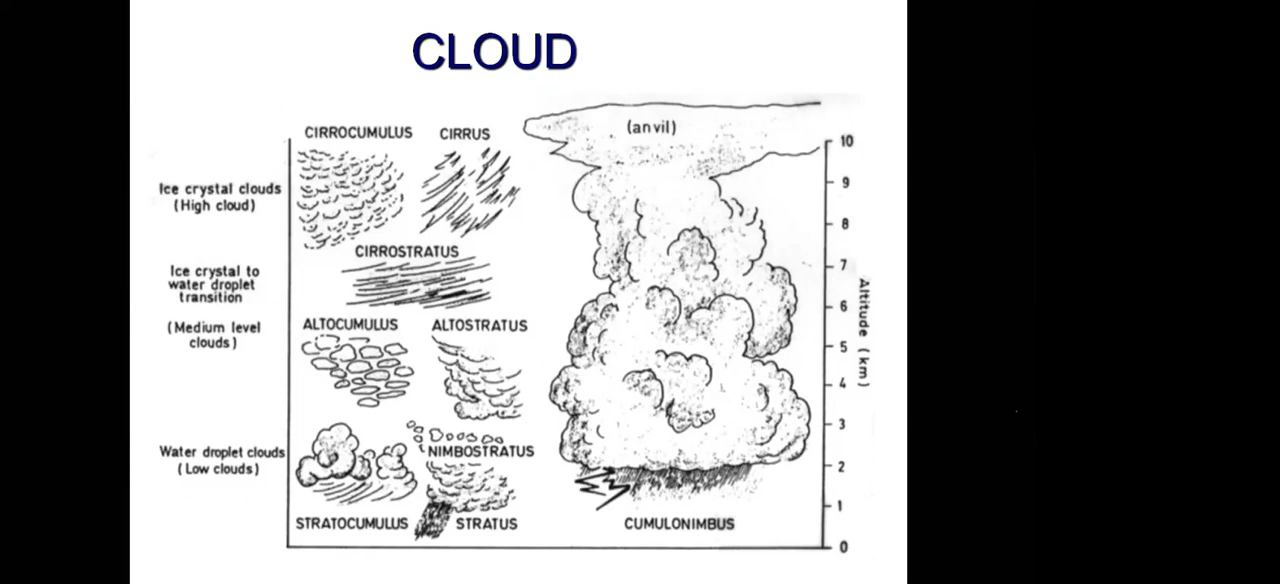 CLOUD
CIRROCUMULUS
CIRRUS
(anvil)
Ice crystal clouds
(High cloud)
CIRROSTRATUS
Ice crystal to
water droplet
transition
(Medium level
clouds)
ALTOCUMULUS
ALTOSTRATUS
Water droplet clouds
(Low clouds)
NIMBOSTRATUS
STRATOCUMULUS
STRATUS
CUMULONIMBUS
10
9
8
7
6
5
4
3
2
1
0
Altitude (km)